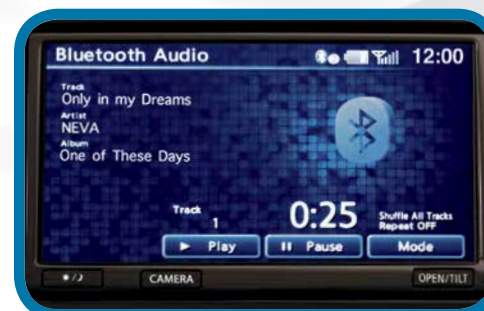 Bluetooth Audio 12:00
Track
Only in my Dreams
Artist
NEVA
Album
One of These Days
Track
1
0:25
Shuffle All Tracks
Repeat OFF
Play
Pause
Mode
CAMERA
OPEN/TILT